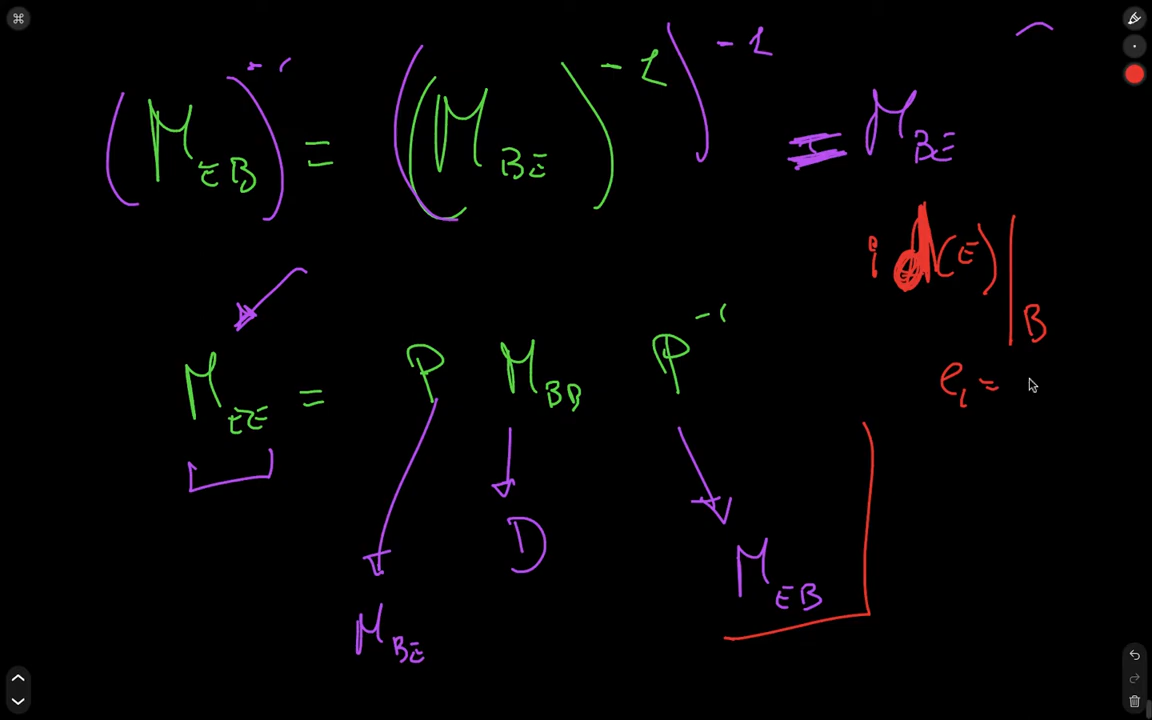 (M_EB)^-1 = ((M_BE)^-1)^-1 = M_BE
id(E)|_B
M_EE = P M_BB P^-1
e_1 =
D
M_EB
M_BE